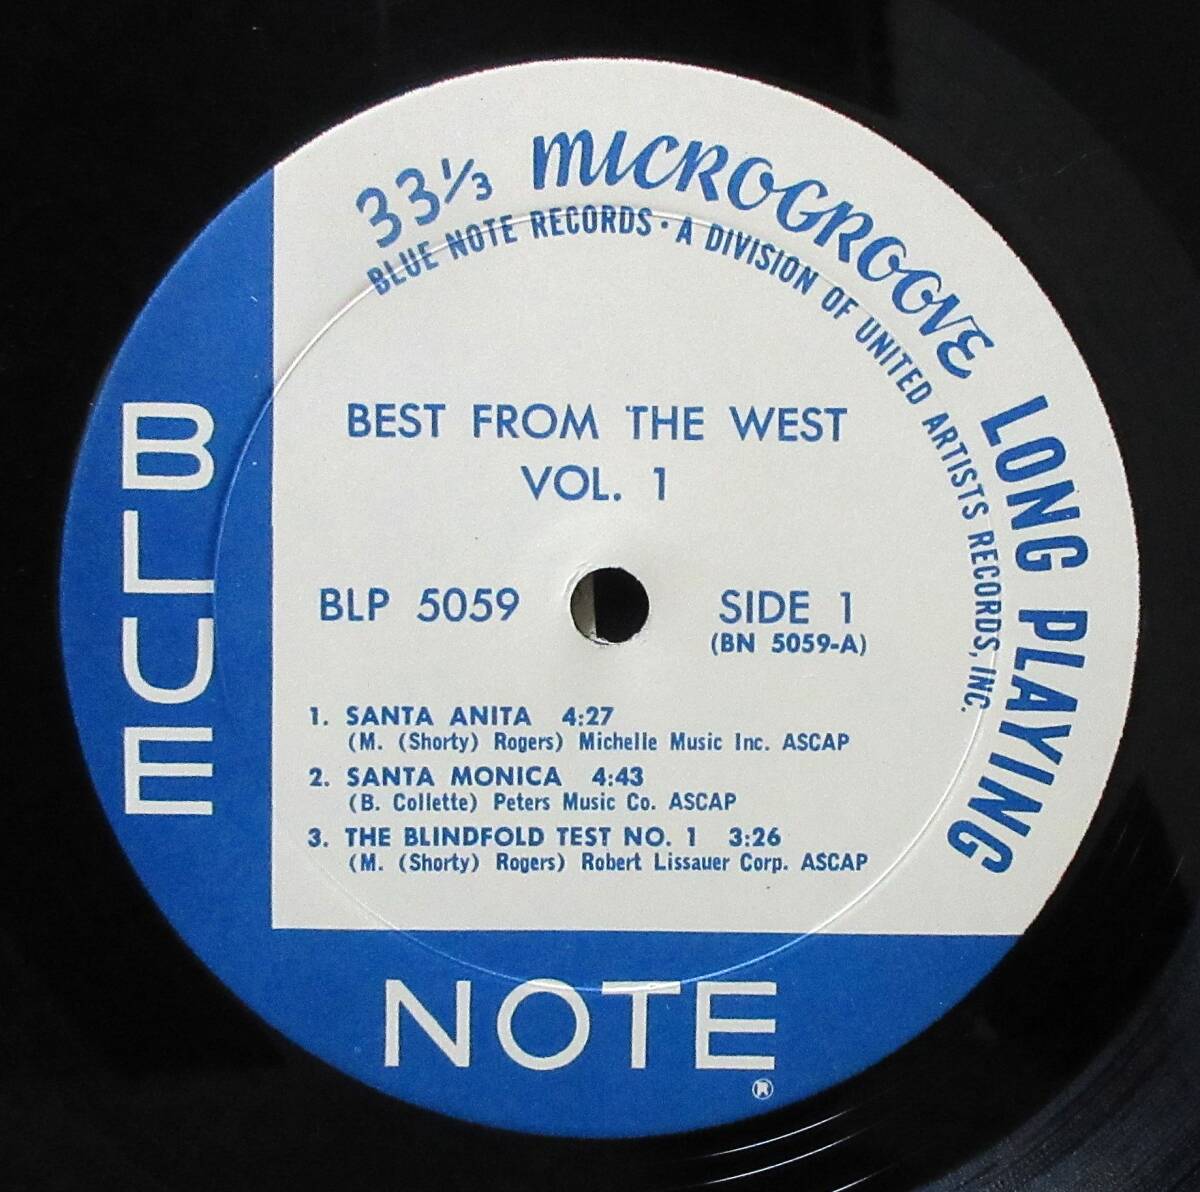 33⅓ MICROGROOVE LONG PLAYING
BLUE NOTE RECORDS · A DIVISION OF UNITED ARTISTS RECORDS, INC.
BEST FROM THE WEST
VOL. 1
BLP 5059
SIDE 1
(BN 5059-A)
1. SANTA ANITA 4:27
(M. (Shorty) Rogers) Michelle Music Inc. ASCAP
2. SANTA MONICA 4:43
(B. Collette) Peters Music Co. ASCAP
3. THE BLINDFOLD TEST NO. 1 3:26
(M. (Shorty) Rogers) Robert Lissauer Corp. ASCAP
BLUE
NOTE
®